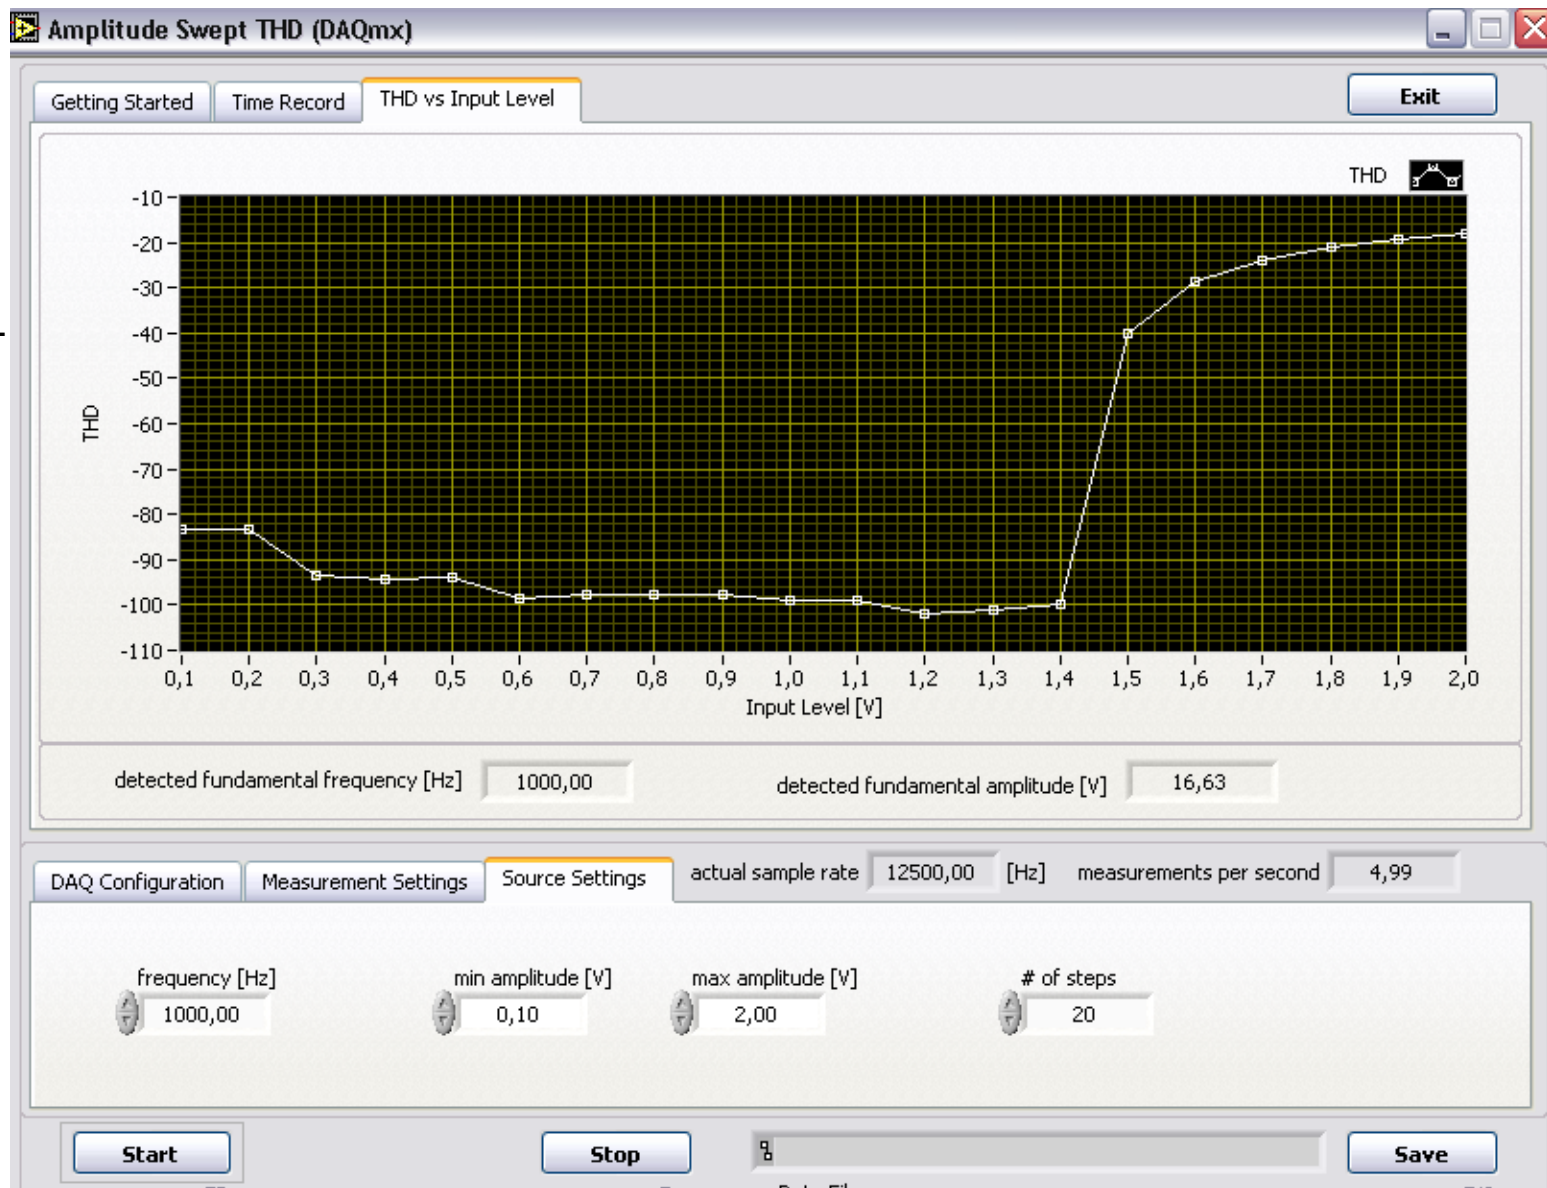 Amplitude Swept THD (DAQmx)
Getting Started Time Record THD vs Input Level Exit
THD
-10
-20
-30
-40
-50
-60
-70
-80
-90
-100
-110
THD
0,1 0,2 0,3 0,4 0,5 0,6 0,7 0,8 0,9 1,0 1,1 1,2 1,3 1,4 1,5 1,6 1,7 1,8 1,9 2,0
Input Level [V]
detected fundamental frequency [Hz] 1000,00 detected fundamental amplitude [V] 16,63
DAQ Configuration Measurement Settings Source Settings actual sample rate 12500,00 [Hz] measurements per second 4,99
frequency [Hz] min amplitude [V] max amplitude [V] # of steps
1000,00 0,10 2,00 20
Start Stop Save